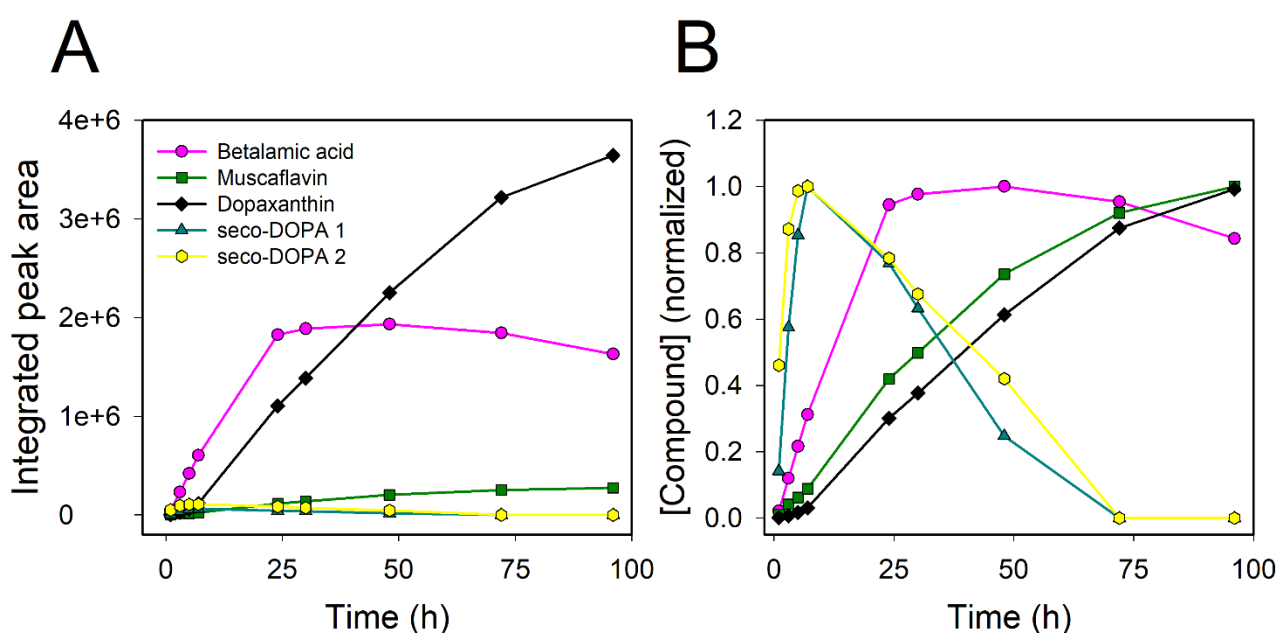 A
B
Integrated peak area
4e+6
3e+6
2e+6
1e+6
0
Betalamic acid
Muscaflavin
Dopaxanthin
seco-DOPA 1
seco-DOPA 2
0 25 50 75 100
Time (h)
[Compound] (normalized)
1.2
1.0
0.8
0.6
0.4
0.2
0.0
0 25 50 75 100
Time (h)